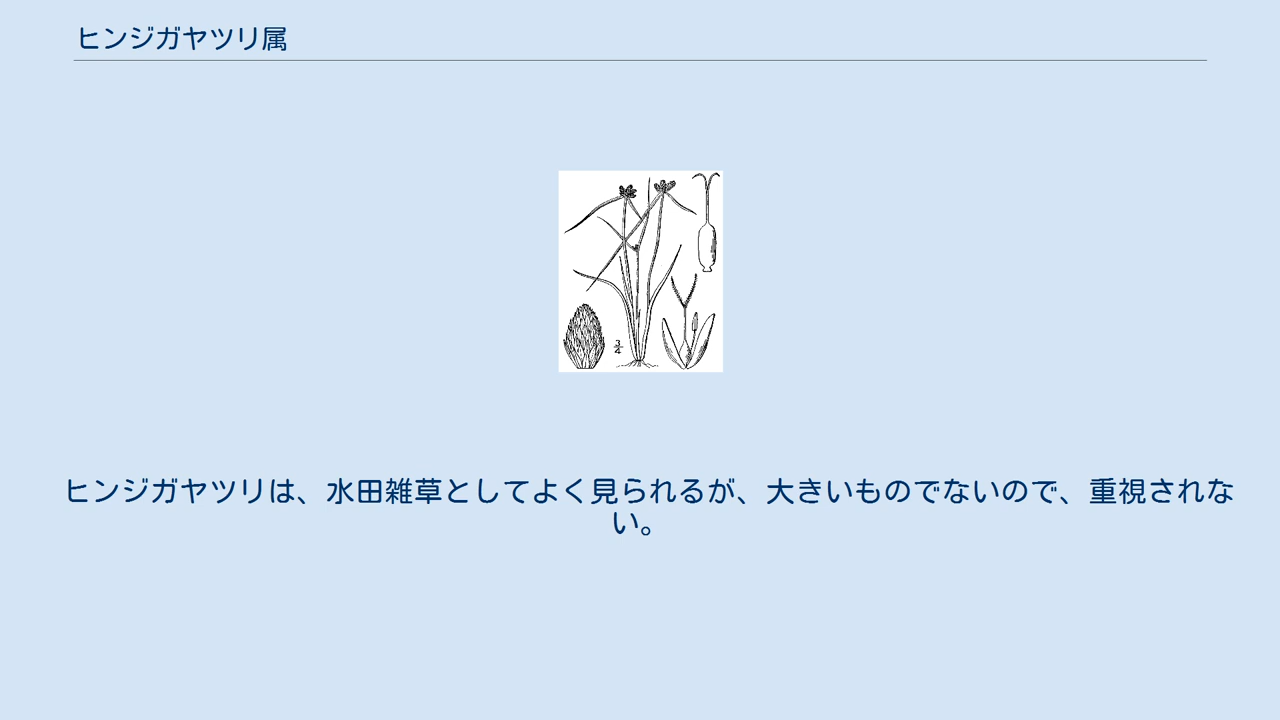 ヒンジガヤツリ属
3/4
ヒンジガヤツリは、水田雑草としてよく見られるが、大きいものでないので、重視されな
い。